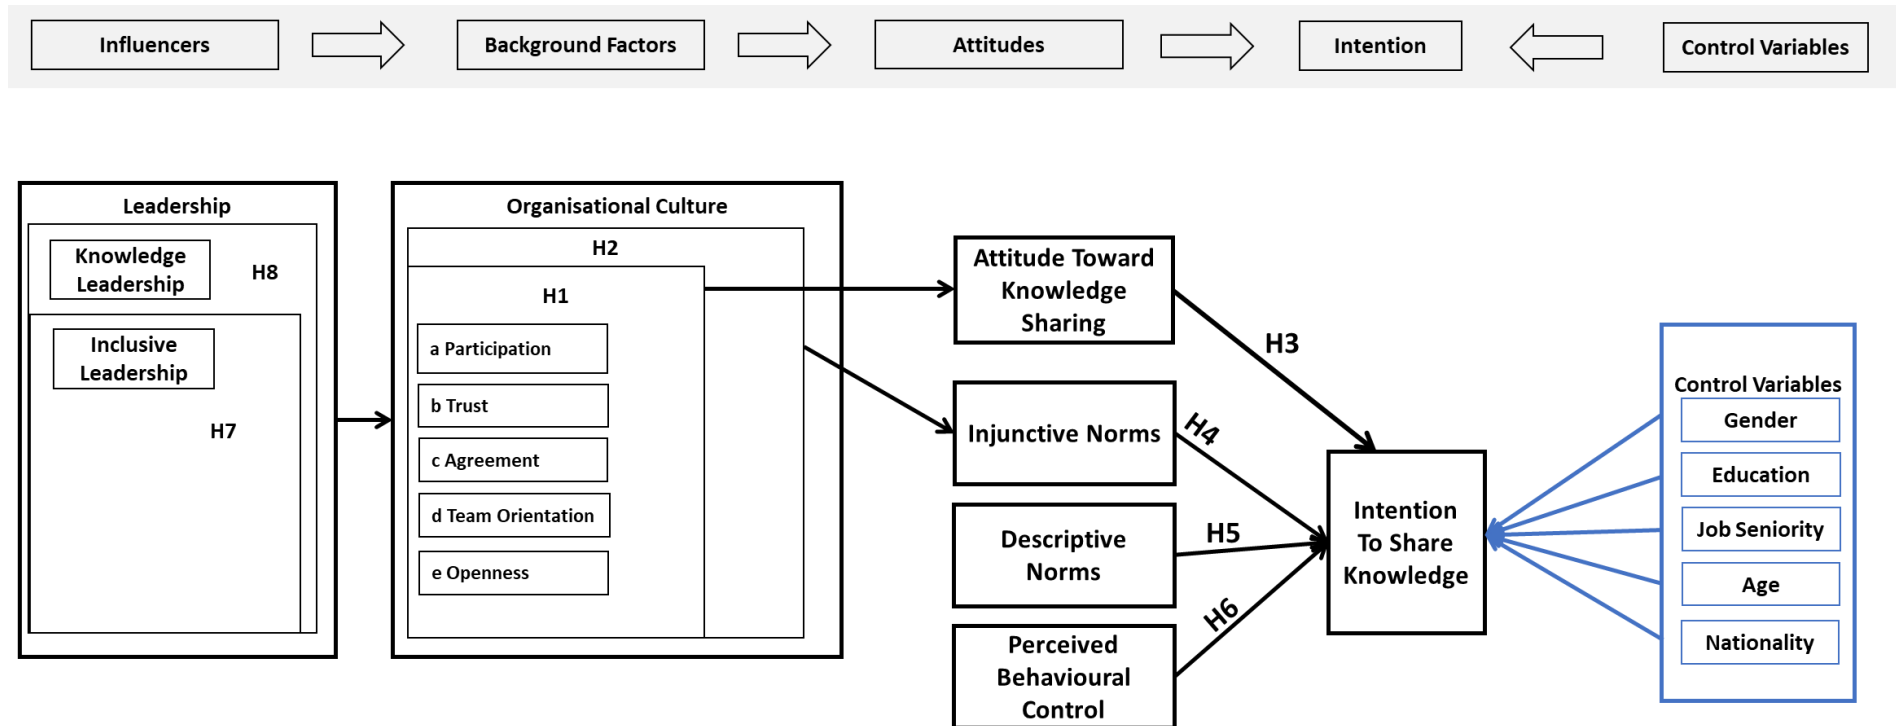 Influencers
Background Factors
Attitudes
Intention
Control Variables
Leadership
Knowledge
Leadership
H8
Inclusive
Leadership
H7
Organisational Culture
H2
H1
a Participation
b Trust
c Agreement
d Team Orientation
e Openness
Attitude Toward
Knowledge
Sharing
Injunctive Norms
Descriptive
Norms
Perceived
Behavioural
Control
H3
H4
H5
H6
Intention
To Share
Knowledge
Control Variables
Gender
Education
Job Seniority
Age
Nationality